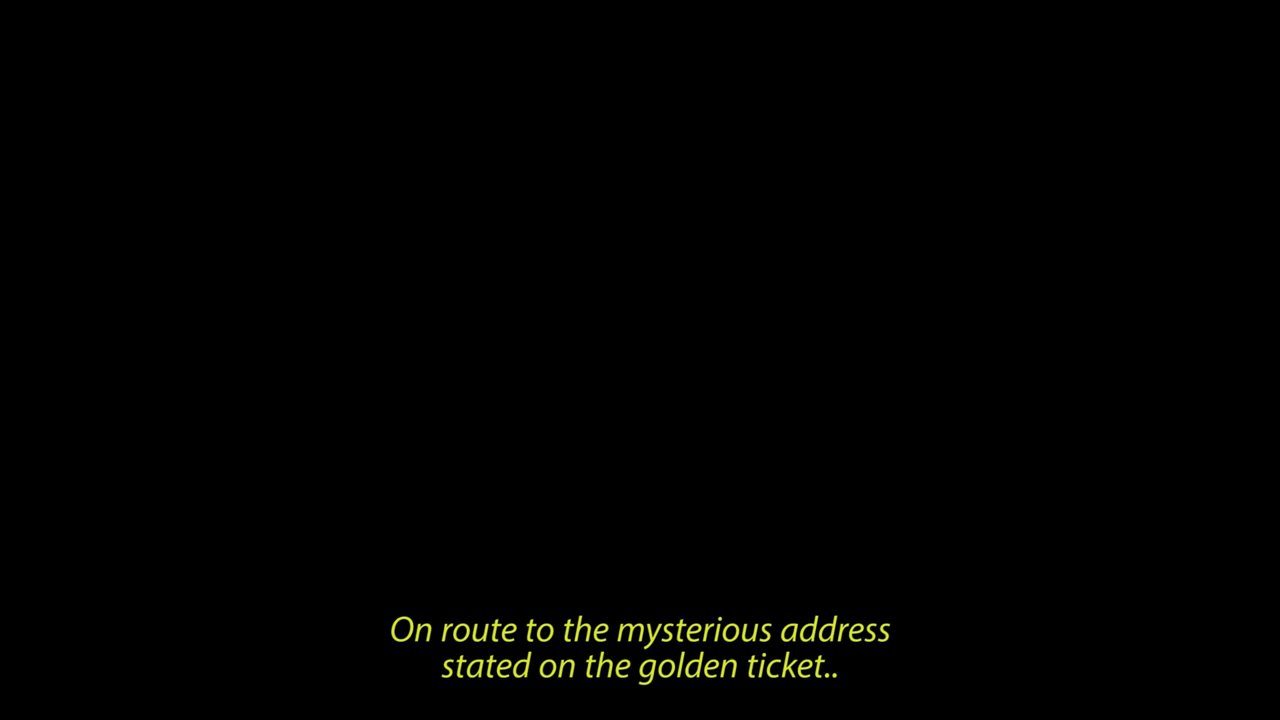 On route to the mysterious address
stated on the golden ticket..